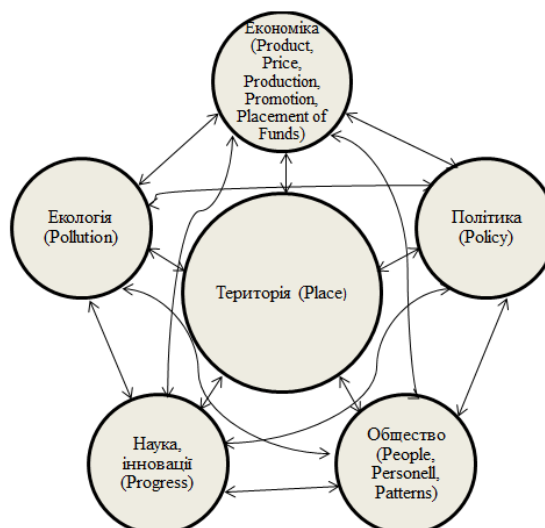 Економіка
(Product,
Price,
Production,
Promotion,
Placement of
Funds)
Екологія
(Pollution)
Політика
(Policy)
Територія (Place)
Наука,
інновації
(Progress)
Общество
(People,
Personell,
Patterns)